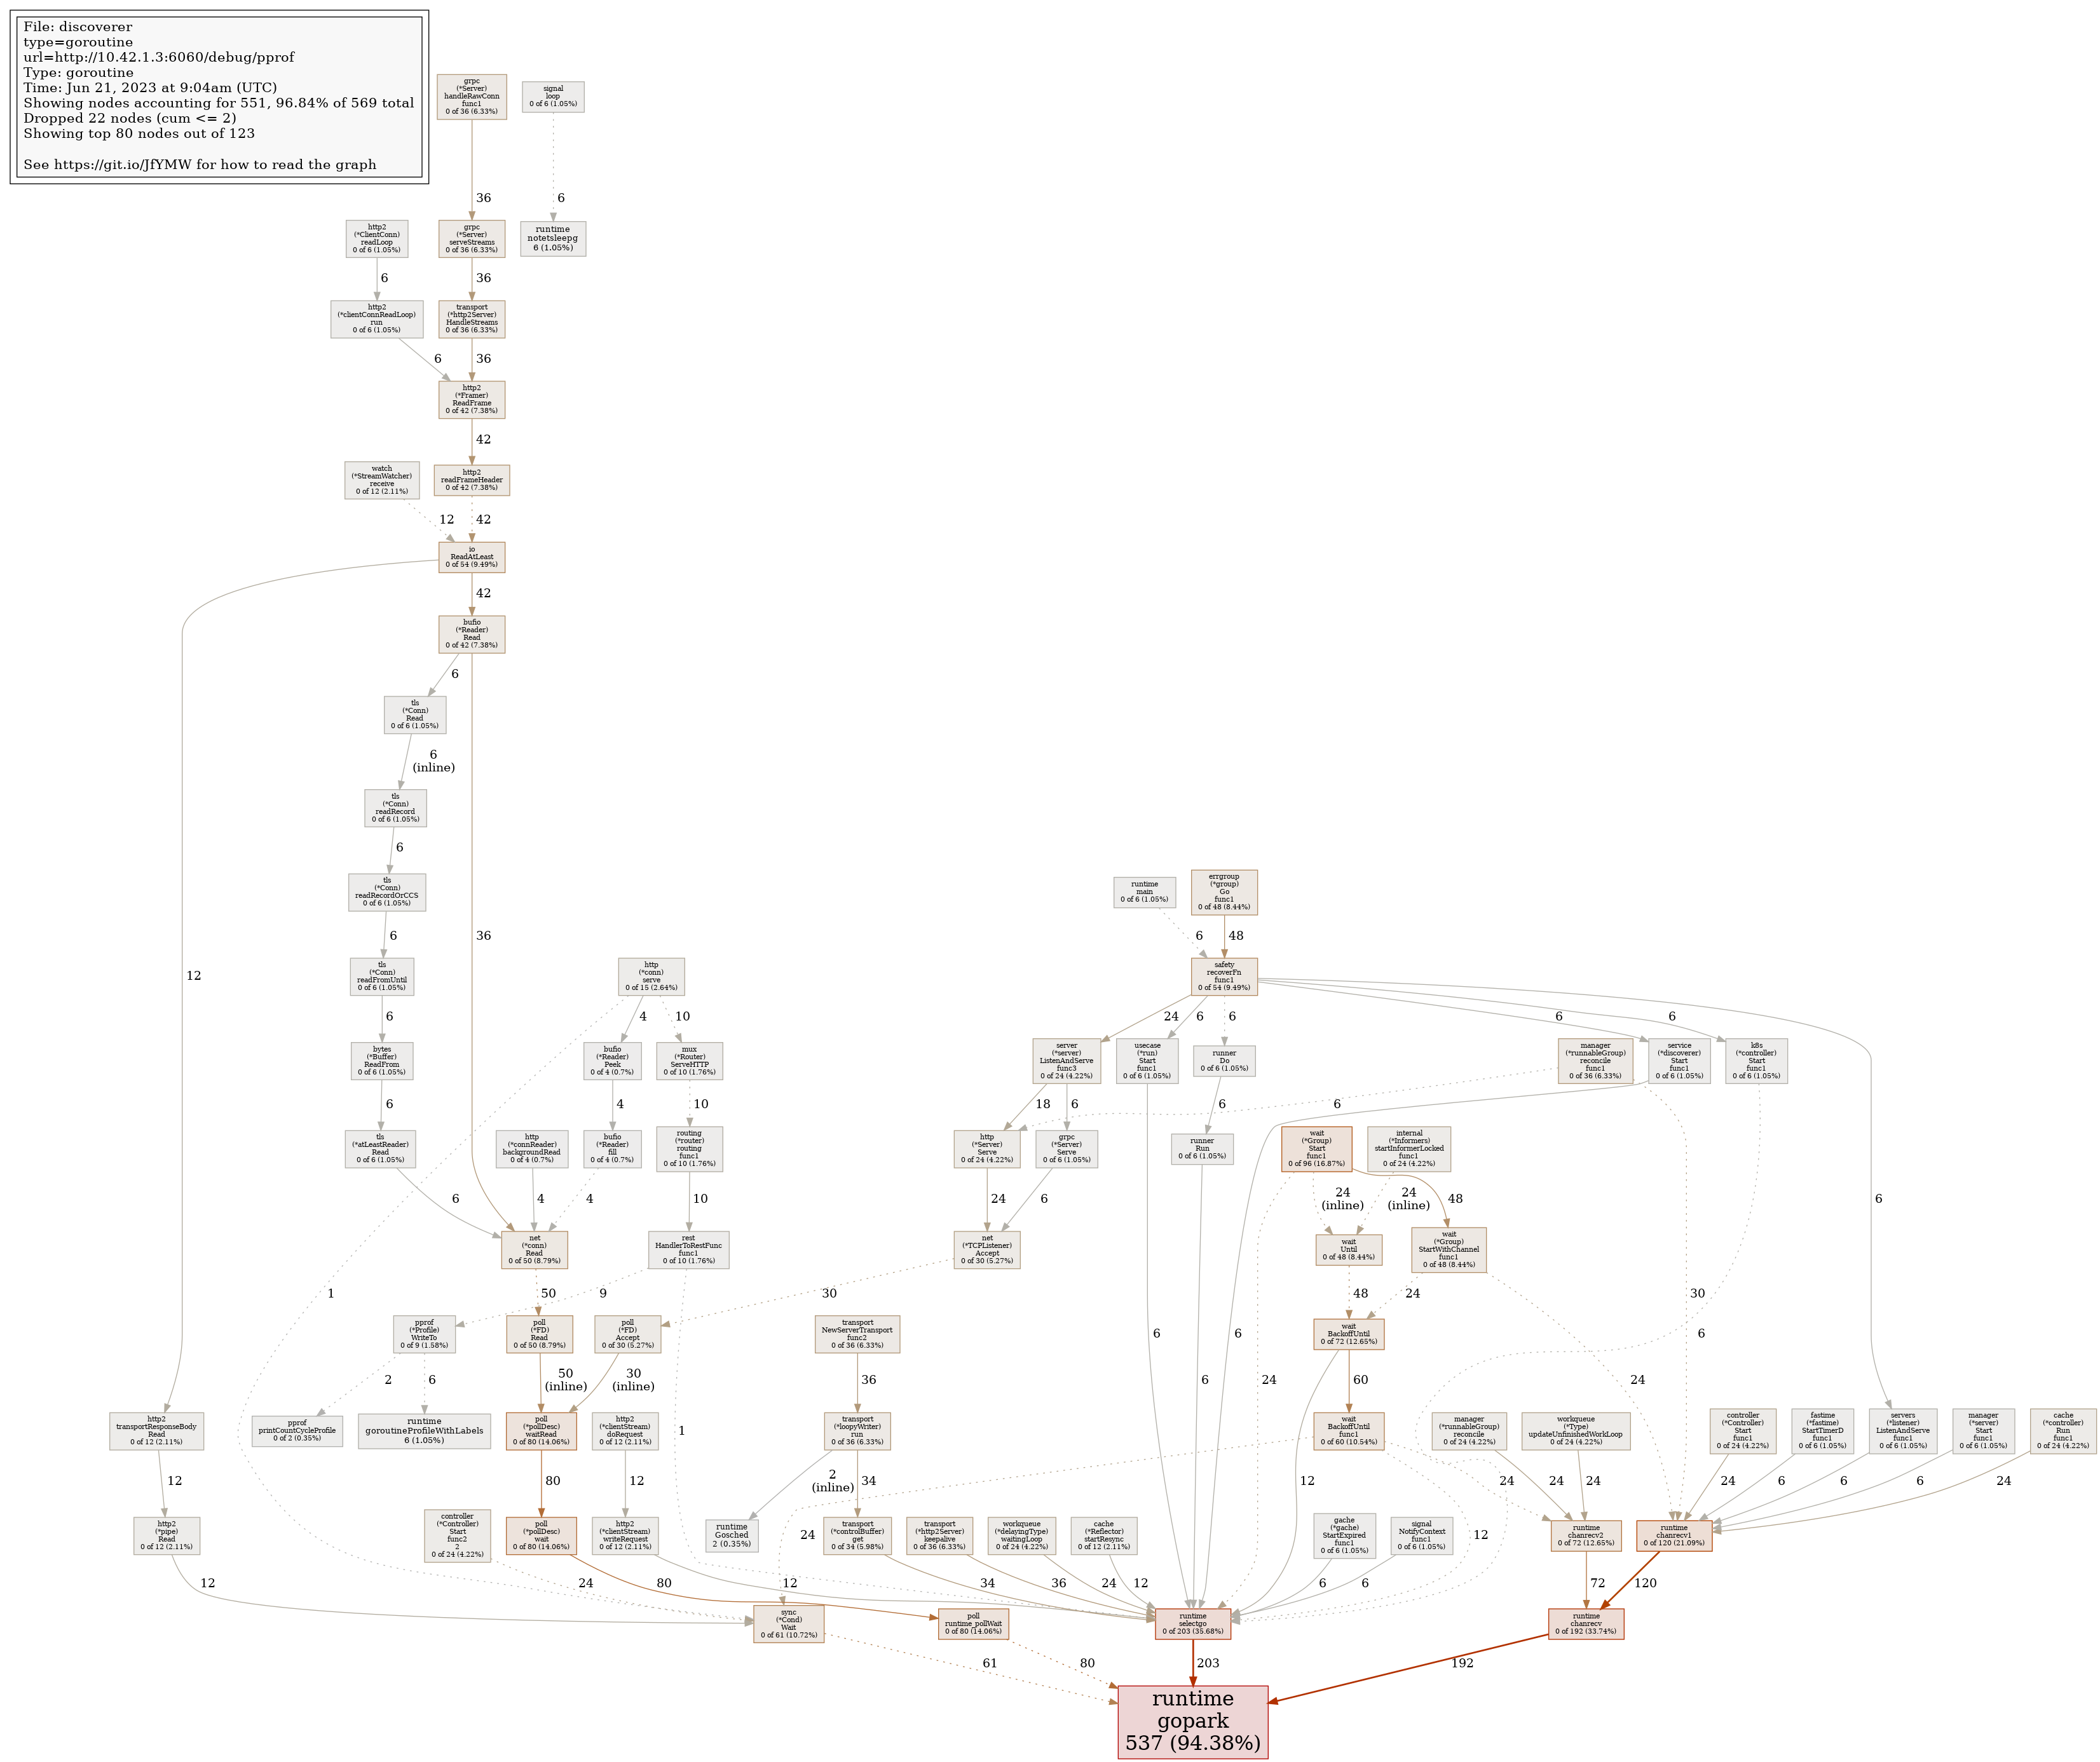 File: discoverer
type=goroutine
url=http://10.42.1.3:6060/debug/pprof
Type: goroutine
Time: Jun 21, 2023 at 9:04am (UTC)
Showing nodes accounting for 551, 96.84% of 569 total
Dropped 22 nodes (cum <= 2)
Showing top 80 nodes out of 123
See https://git.io/JfYMW for how to read the graph
grpc
(*Server)
handleRawConn
func1
0 of 36 (6.33%)
signal
loop
0 of 6 (1.05%)
36
6
http2
(*ClientConn)
readLoop
0 of 6 (1.05%)
grpc
(*Server)
serveStreams
0 of 36 (6.33%)
runtime
notetsleepg
6 (1.05%)
6
36
http2
(*clientConnReadLoop)
run
0 of 6 (1.05%)
transport
(*http2Server)
HandleStreams
0 of 36 (6.33%)
6
36
http2
(*Framer)
ReadFrame
0 of 42 (7.38%)
42
watch
(*StreamWatcher)
receive
0 of 12 (2.11%)
http2
readFrameHeader
0 of 42 (7.38%)
12
42
io
ReadAtLeast
0 of 54 (9.49%)
42
bufio
(*Reader)
Read
0 of 42 (7.38%)
6
tls
(*Conn)
Read
0 of 6 (1.05%)
6
(inline)
tls
(*Conn)
readRecord
0 of 6 (1.05%)
6
tls
(*Conn)
readRecordOrCCS
0 of 6 (1.05%)
runtime
main
0 of 6 (1.05%)
errgroup
(*group)
Go
func1
0 of 48 (8.44%)
6
36
6
48
12
tls
(*Conn)
readFromUntil
0 of 6 (1.05%)
http
(*conn)
serve
0 of 15 (2.64%)
safety
recoverFn
func1
0 of 54 (9.49%)
6
4
10
24
6
6
6
6
bytes
(*Buffer)
ReadFrom
0 of 6 (1.05%)
bufio
(*Reader)
Peek
0 of 4 (0.7%)
mux
(*Router)
ServeHTTP
0 of 10 (1.76%)
server
(*server)
ListenAndServe
func3
0 of 24 (4.22%)
usecase
(*run)
Start
func1
0 of 6 (1.05%)
runner
Do
0 of 6 (1.05%)
manager
(*runnableGroup)
reconcile
func1
0 of 36 (6.33%)
service
(*discoverer)
Start
func1
0 of 6 (1.05%)
k8s
(*controller)
Start
func1
0 of 6 (1.05%)
6
4
10
18
6
6
6
tls
(*atLeastReader)
Read
0 of 6 (1.05%)
http
(*connReader)
backgroundRead
0 of 4 (0.7%)
bufio
(*Reader)
fill
0 of 4 (0.7%)
routing
(*router)
routing
func1
0 of 10 (1.76%)
http
(*Server)
Serve
0 of 24 (4.22%)
grpc
(*Server)
Serve
0 of 6 (1.05%)
runner
Run
0 of 6 (1.05%)
wait
(*Group)
Start
func1
0 of 96 (16.87%)
internal
(*Informers)
startInformerLocked
func1
0 of 24 (4.22%)
6
4
4
10
24
6
24
(inline)
24
(inline)
48
6
net
(*conn)
Read
0 of 50 (8.79%)
rest
HandlerToRestFunc
func1
0 of 10 (1.76%)
net
(*TCPListener)
Accept
0 of 30 (5.27%)
wait
Until
0 of 48 (8.44%)
wait
(*Group)
StartWithChannel
func1
0 of 48 (8.44%)
1
50
9
30
48
24
30
pprof
(*Profile)
WriteTo
0 of 9 (1.58%)
poll
(*FD)
Read
0 of 50 (8.79%)
poll
(*FD)
Accept
0 of 30 (5.27%)
transport
NewServerTransport
func2
0 of 36 (6.33%)
wait
BackoffUntil
0 of 72 (12.65%)
6
6
6
2
6
50
(inline)
30
(inline)
36
6
24
60
24
http2
transportResponseBody
Read
0 of 12 (2.11%)
pprof
printCountCycleProfile
0 of 2 (0.35%)
runtime
goroutineProfileWithLabels
6 (1.05%)
poll
(*pollDesc)
waitRead
0 of 80 (14.06%)
http2
(*clientStream)
doRequest
0 of 12 (2.11%)
1
transport
(*loopyWriter)
run
0 of 36 (6.33%)
wait
BackoffUntil
func1
0 of 60 (10.54%)
manager
(*runnableGroup)
reconcile
0 of 24 (4.22%)
workqueue
(*Type)
updateUnfinishedWorkLoop
0 of 24 (4.22%)
controller
(*Controller)
Start
func1
0 of 24 (4.22%)
fastime
(*fastime)
StartTimerD
func1
0 of 6 (1.05%)
servers
(*listener)
ListenAndServe
func1
0 of 6 (1.05%)
manager
(*server)
Start
func1
0 of 6 (1.05%)
cache
(*controller)
Run
func1
0 of 24 (4.22%)
12
80
12
2
(inline)
34
12
24
24
24
24
6
6
6
24
http2
(*pipe)
Read
0 of 12 (2.11%)
controller
(*Controller)
Start
func2
2
0 of 24 (4.22%)
poll
(*pollDesc)
wait
0 of 80 (14.06%)
http2
(*clientStream)
writeRequest
0 of 12 (2.11%)
runtime
Gosched
2 (0.35%)
24
transport
(*controlBuffer)
get
0 of 34 (5.98%)
transport
(*http2Server)
keepalive
0 of 36 (6.33%)
workqueue
(*delayingType)
waitingLoop
0 of 24 (4.22%)
cache
(*Reflector)
startResync
0 of 12 (2.11%)
gache
(*gache)
StartExpired
func1
0 of 6 (1.05%)
signal
NotifyContext
func1
0 of 6 (1.05%)
12
runtime
chanrecv2
0 of 72 (12.65%)
runtime
chanrecv1
0 of 120 (21.09%)
12
24
80
12
34
36
24
12
6
6
72
120
sync
(*Cond)
Wait
0 of 61 (10.72%)
poll
runtime_pollWait
0 of 80 (14.06%)
runtime
selectgo
0 of 203 (35.68%)
runtime
chanrecv
0 of 192 (33.74%)
61
80
203
192
runtime
gopark
537 (94.38%)